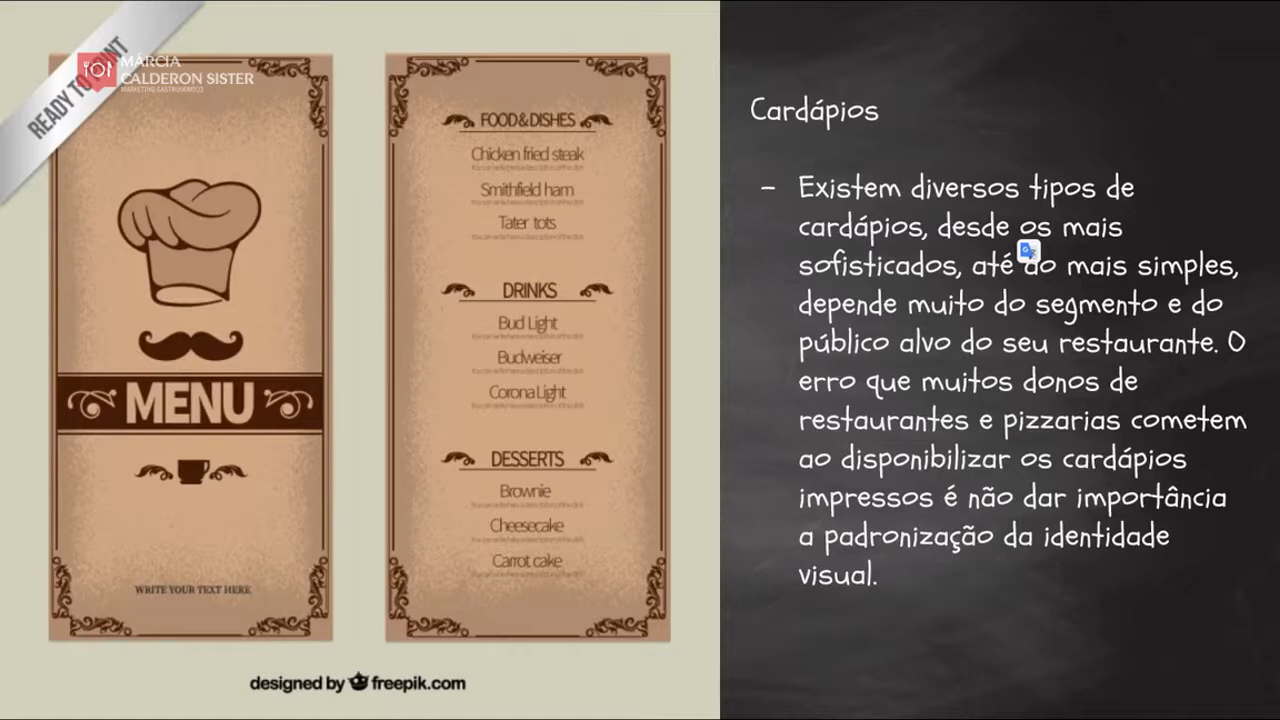 READY TO PRINT
MÁRCIA
CALDERON SISTER
MARKETING GASTRONÔMICO
MENU
WRITE YOUR TEXT HERE
FOOD & DISHES
Chicken fried steak
Smithfield ham
Tater tots
DRINKS
Bud Light
Budweiser
Corona Light
DESSERTS
Brownie
Cheesecake
Carrot cake
designed by freepik.com
Cardápios
- Existem diversos tipos de
cardápios, desde os mais
sofisticados, até ao mais simples,
depende muito do segmento e do
público alvo do seu restaurante. O
erro que muitos donos de
restaurantes e pizzarias cometem
ao disponibilizar os cardápios
impressos é não dar importância
a padronização da identidade
visual.